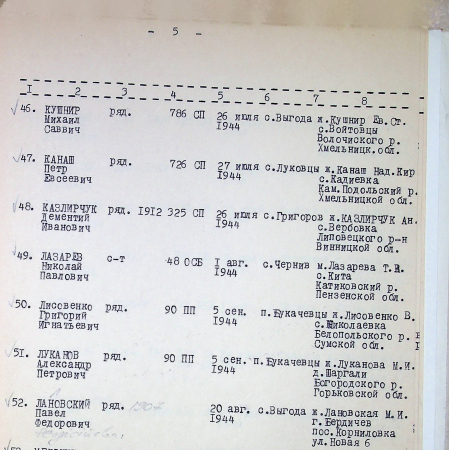 - 5 -
I 2 3 4 5 6 7 8
46. КУШНИР ряд. 786 СП 26 июля с.Выгода ж.Кушнир Ев.Ст.
Михаил 1944 с.Войтовцы
Саввич Волочиского р.
Хмельницк. обл.
47. КАНАШ ряд. 726 СП 27 июля с.Луковцы ж.Канаш Над.Кир
Петр 1944 с.Кадиевка
Евсеевич Кам.Подольский р.
Хмельницкой обл.
48. КАЗЛИРЧУК ряд. 1912 325 СП 26 июля с.Григоров ж.КАЗЛИРЧУК АН.
Дементий 1944 с.Вербовка
Иванович Липовецкого р-н
Винницкой обл.
49. ЛАЗАРЕВ с-т 48 ОСБ I авг. с.Чернив м.Лазарева Т.
Николай 1944 с.Кита
Павлович Катиковский р.
Пензенской обл.
50. Лисовенко ряд. 90 ПП 5 сен. п.Букачевцы ж.Лисовенко В.
Григорий 1944 с.Николаевка
Игнатьевич Белопольского р.
Сумской обл.
51. ЛУКАНОВ ряд. 90 ПП 5 сен. п.Букачевцы ж.Луканова М.И.
Александр 1944 д.Шаргали
Петрович Богородского р.
Горьковской обл.
52. ЛАНОВСКИЙ ряд. 1907 20 авг. с.Выгода ж.Лановская М.И.
Павел 1944 г.Бердичев
Федорович пос.Корниловка
ул.Новая 6